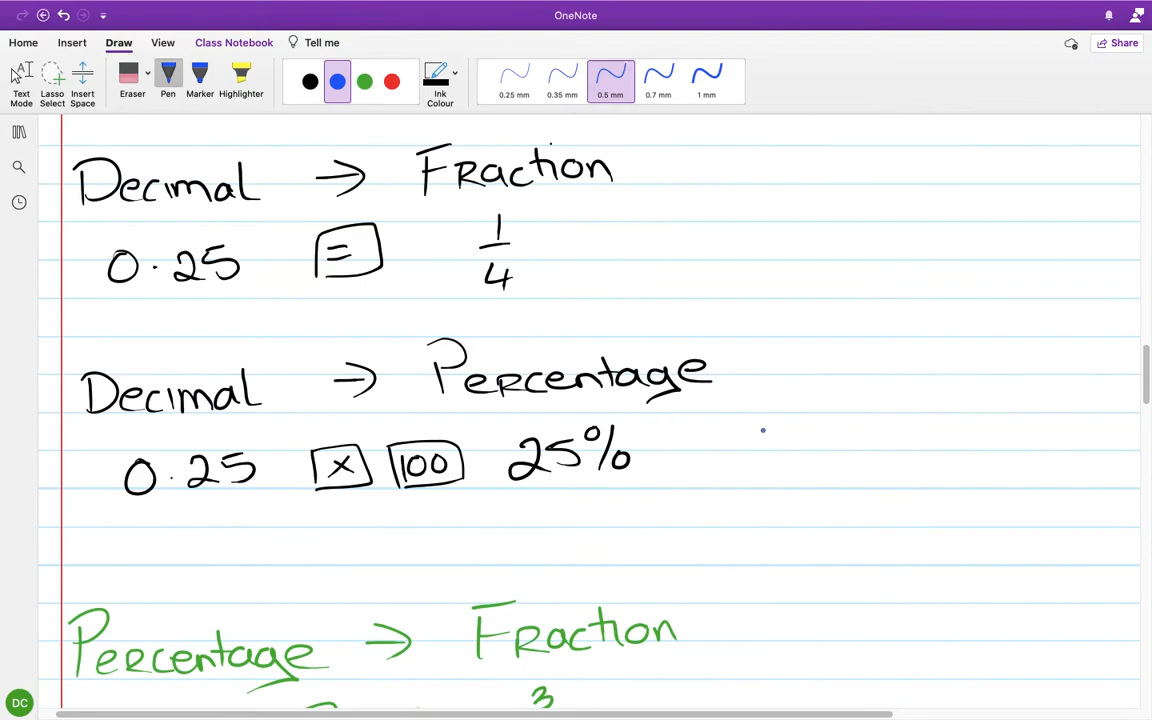 OneNote
Home Insert Draw View Class Notebook Tell me Share
Text Mode Lasso Select Insert Space Eraser Pen Marker Highlighter Ink Colour 0.25 mm 0.35 mm 0.5 mm 0.7 mm 1 mm
Decimal → Fraction
0.25 = 1/4
Decimal → Percentage
0.25 x 100 25%
Percentage → Fraction
3
DC